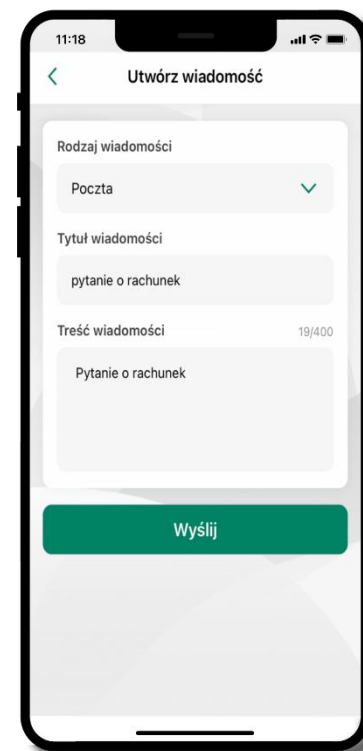 11:18
Utwórz wiadomość
Rodzaj wiadomości
Poczta
Tytuł wiadomości
pytanie o rachunek
Treść wiadomości 19/400
Pytanie o rachunek
Wyślij